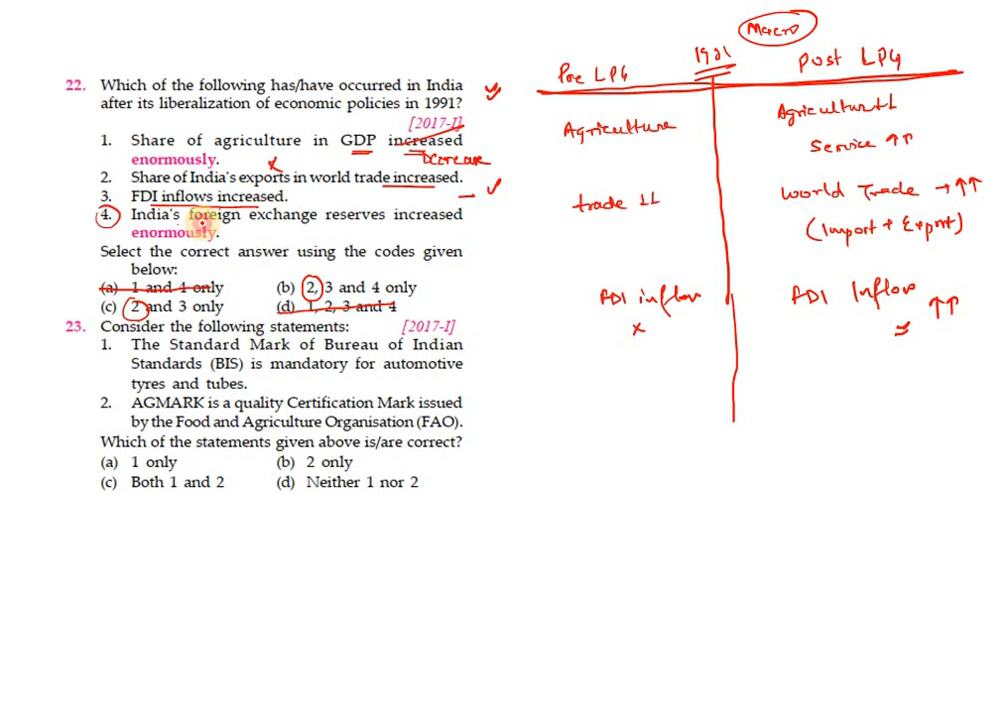 22. Which of the following has/have occurred in India
after its liberalization of economic policies in 1991?
[2017-I]
1. Share of agriculture in GDP increased
enormously.
Decrease
2. Share of India's exports in world trade increased.
3. FDI inflows increased.
4. India's foreign exchange reserves increased
enormously.
Select the correct answer using the codes given
below:
(a) 1 and 4 only (b) 2, 3 and 4 only
(c) 2 and 3 only (d) 1, 2, 3 and 4
23. Consider the following statements: [2017-I]
1. The Standard Mark of Bureau of Indian
Standards (BIS) is mandatory for automotive
tyres and tubes.
2. AGMARK is a quality Certification Mark issued
by the Food and Agriculture Organisation (FAO).
Which of the statements given above is/are correct?
(a) 1 only (b) 2 only
(c) Both 1 and 2 (d) Neither 1 nor 2
Macro
Pre LPG 1991 Post LPG
Agriculture Agriculture ↓↓
Service ↑↑
trade ↓↓ World Trade → ↑↑
(Import + Export)
FDI inflow FDI Inflow ↑↑
x